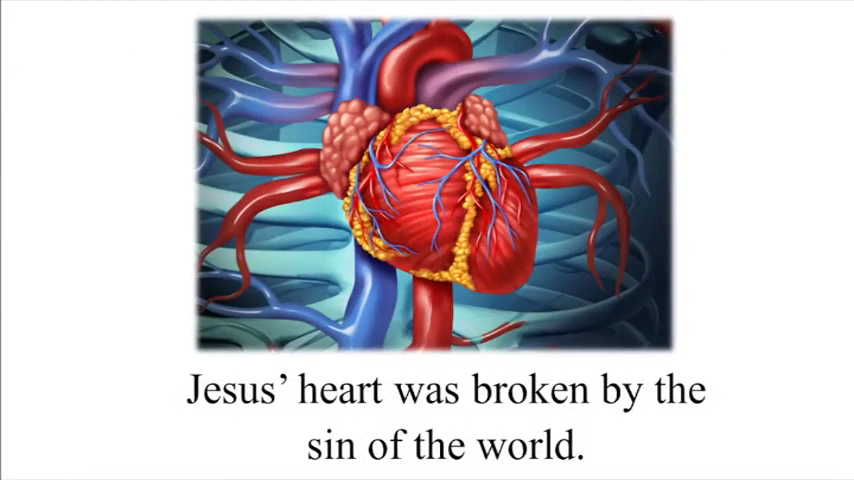 Jesus’ heart was broken by the
sin of the world.